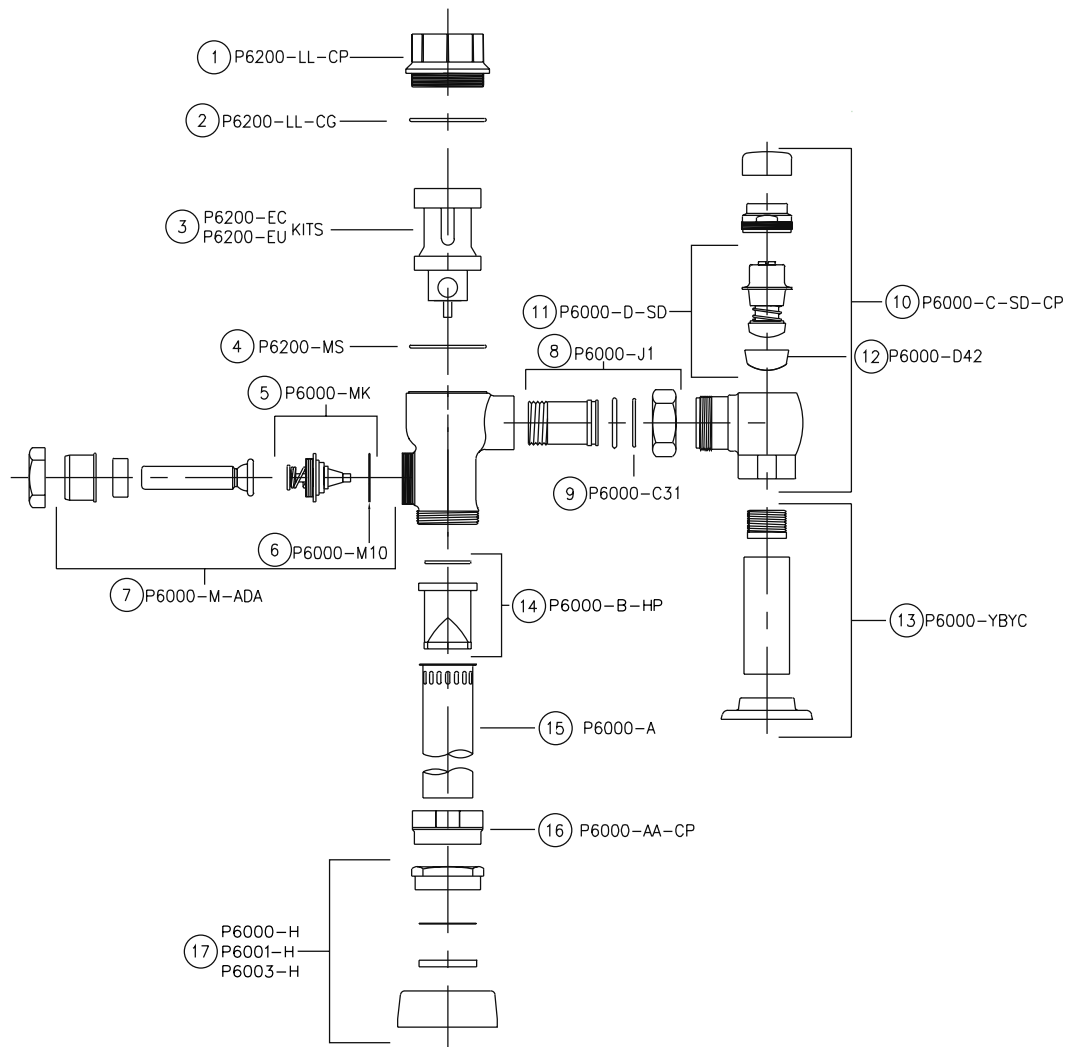 1 P6200-LL-CP
2 P6200-LL-CG
3 P6200-EC
P6200-EU KITS
4 P6200-MS
5 P6000-MK
6 P6000-M10
7 P6000-M-ADA
8 P6000-J1
9 P6000-C31
10 P6000-C-SD-CP
11 P6000-D-SD
12 P6000-D42
13 P6000-YBYC
14 P6000-B-HP
15 P6000-A
16 P6000-AA-CP
17 P6000-H
P6001-H
P6003-H